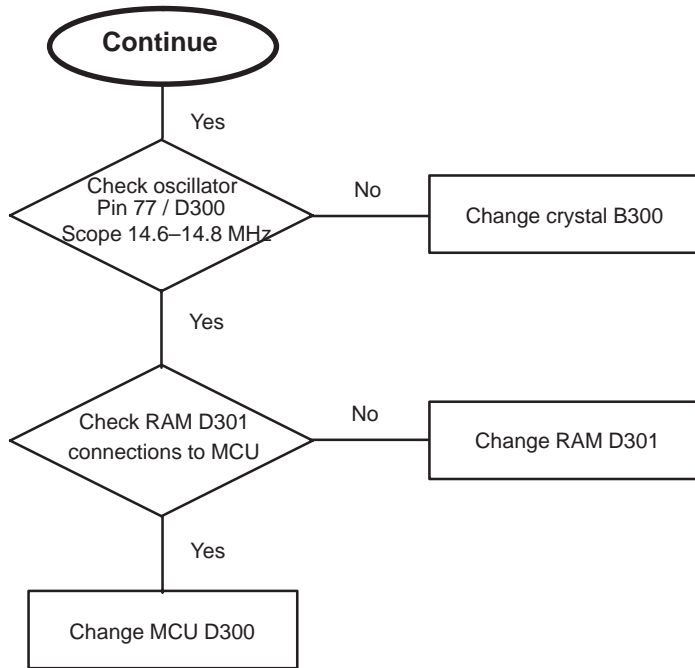 Continue
Yes
Check oscillator
Pin 77 / D300
Scope 14.6–14.8 MHz
No
Change crystal B300
Yes
Check RAM D301
connections to MCU
No
Change RAM D301
Yes
Change MCU D300